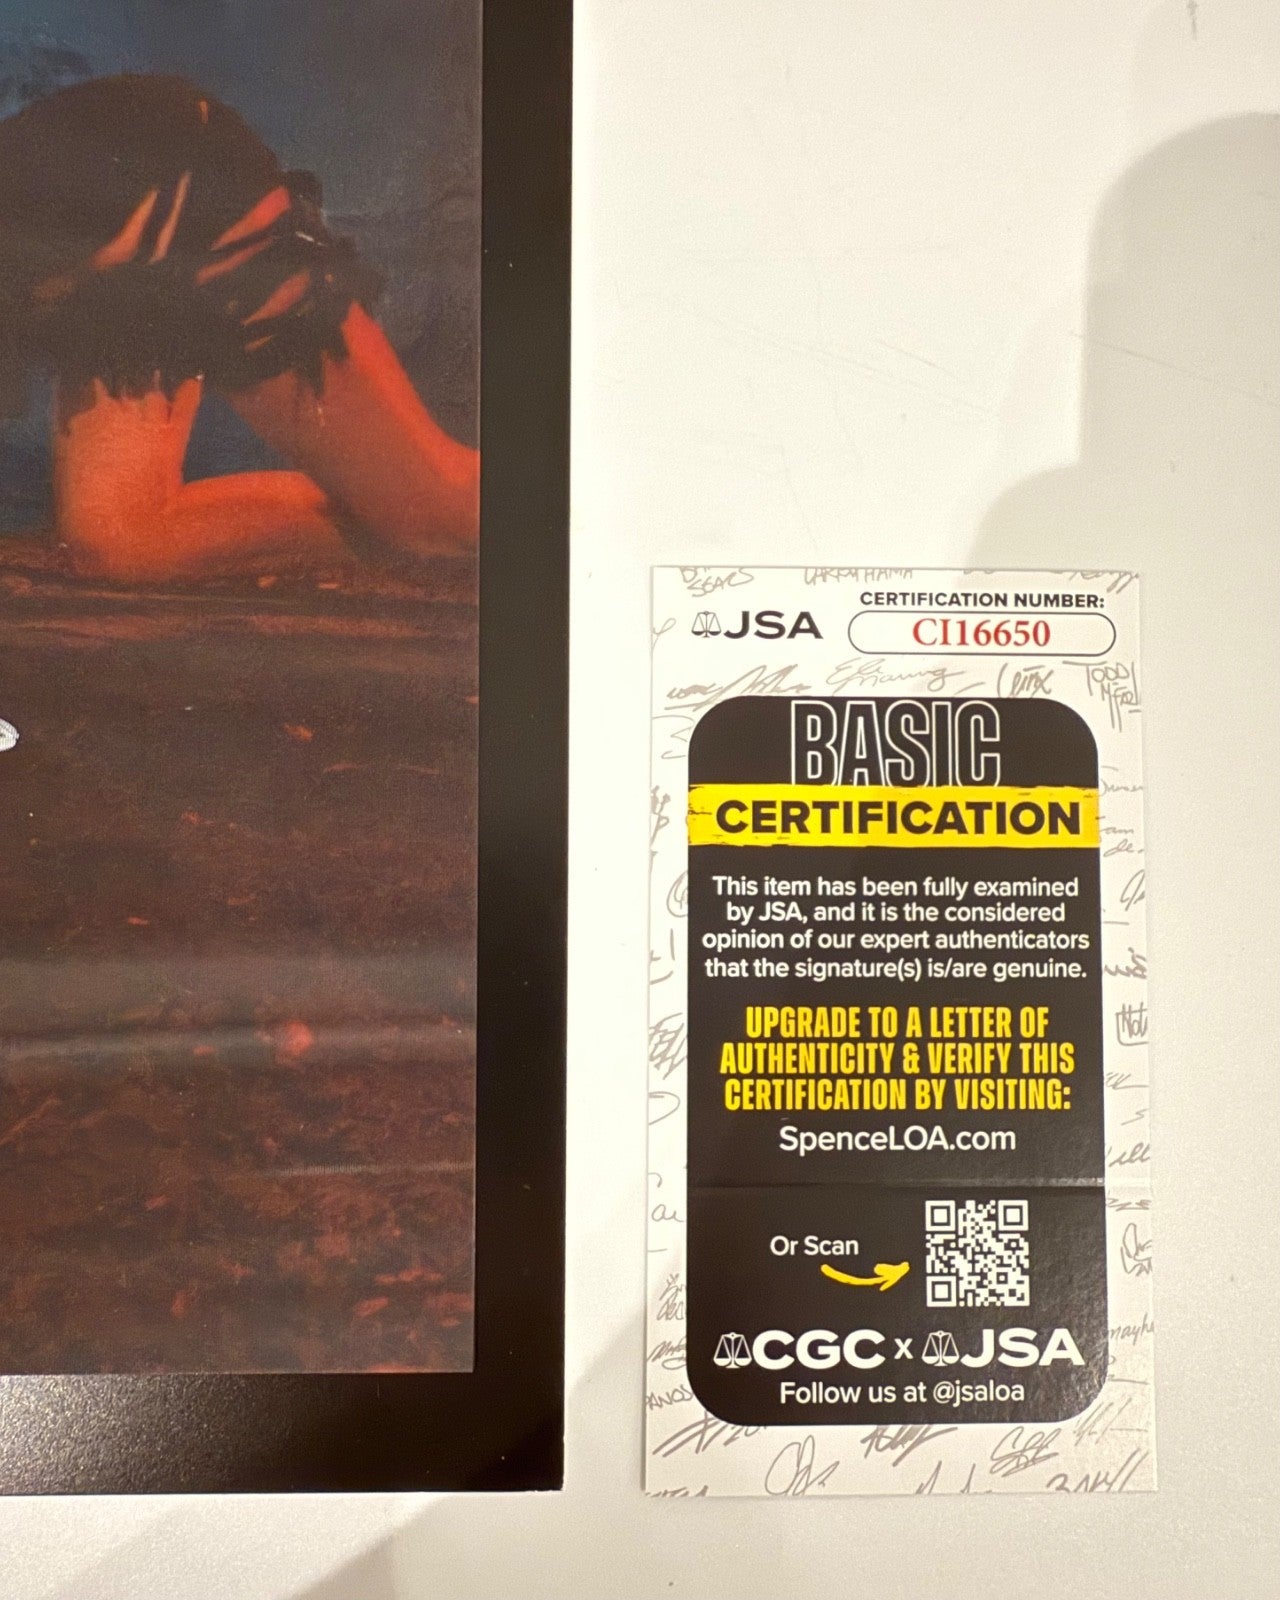 JSA
CERTIFICATION NUMBER:
CI16650
BASIC
CERTIFICATION
This item has been fully examined
by JSA, and it is the considered
opinion of our expert authenticators
that the signature(s) is/are genuine.
UPGRADE TO A LETTER OF
AUTHENTICITY & VERIFY THIS
CERTIFICATION BY VISITING:
SpenceLOA.com
Or Scan
CGC x JSA
Follow us at @jsaloa